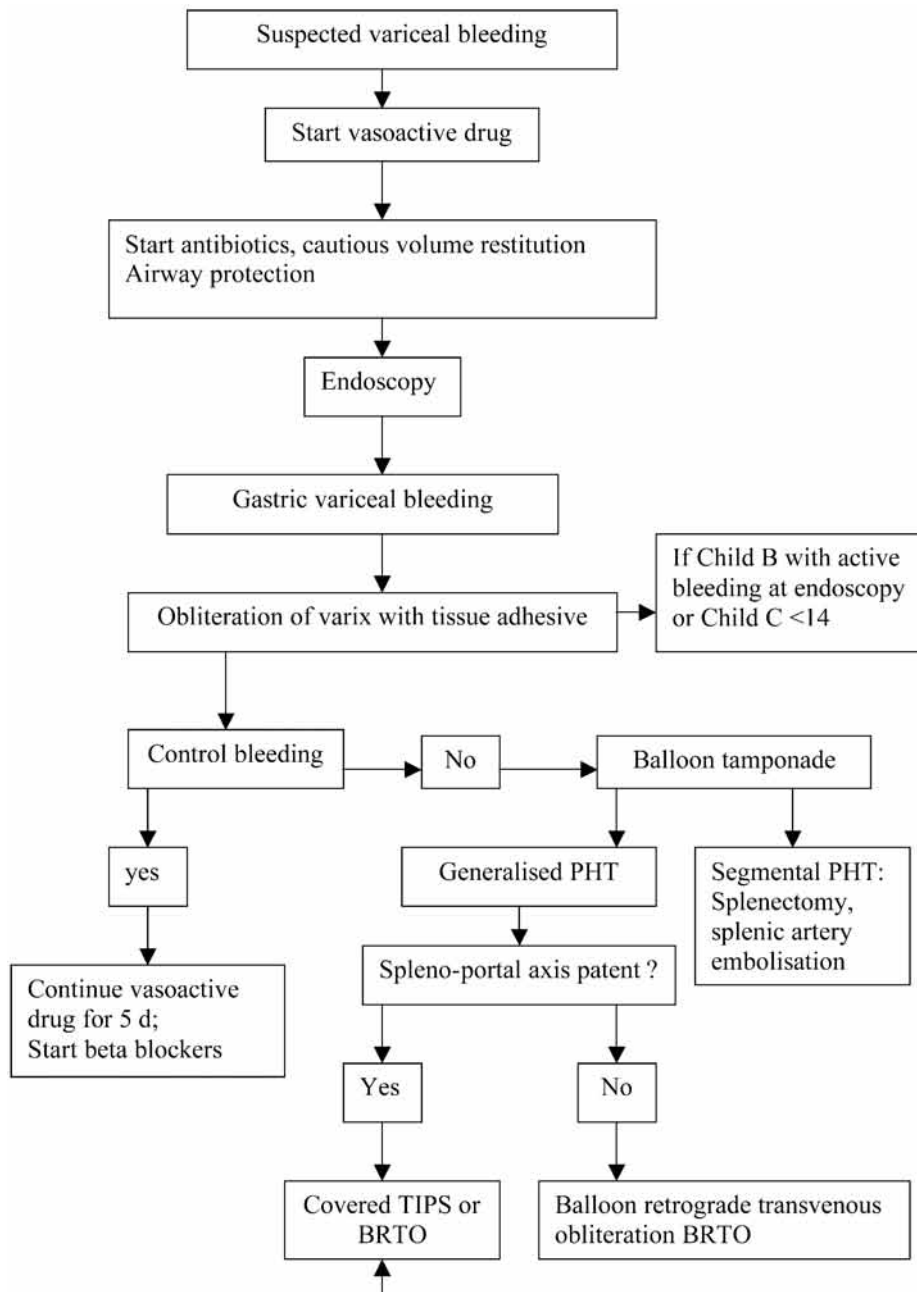 Suspected variceal bleeding
Start vasoactive drug
Start antibiotics, cautious volume restitution
Airway protection
Endoscopy
Gastric variceal bleeding
Obliteration of varix with tissue adhesive
If Child B with active
bleeding at endoscopy
or Child C <14
Control bleeding
No
Balloon tamponade
yes
Generalised PHT
Segmental PHT:
Splenectomy,
splenic artery
embolisation
Continue vasoactive
drug for 5 d;
Start beta blockers
Spleno-portal axis patent ?
Yes
No
Covered TIPS or
BRTO
Balloon retrograde transvenous
obliteration BRTO